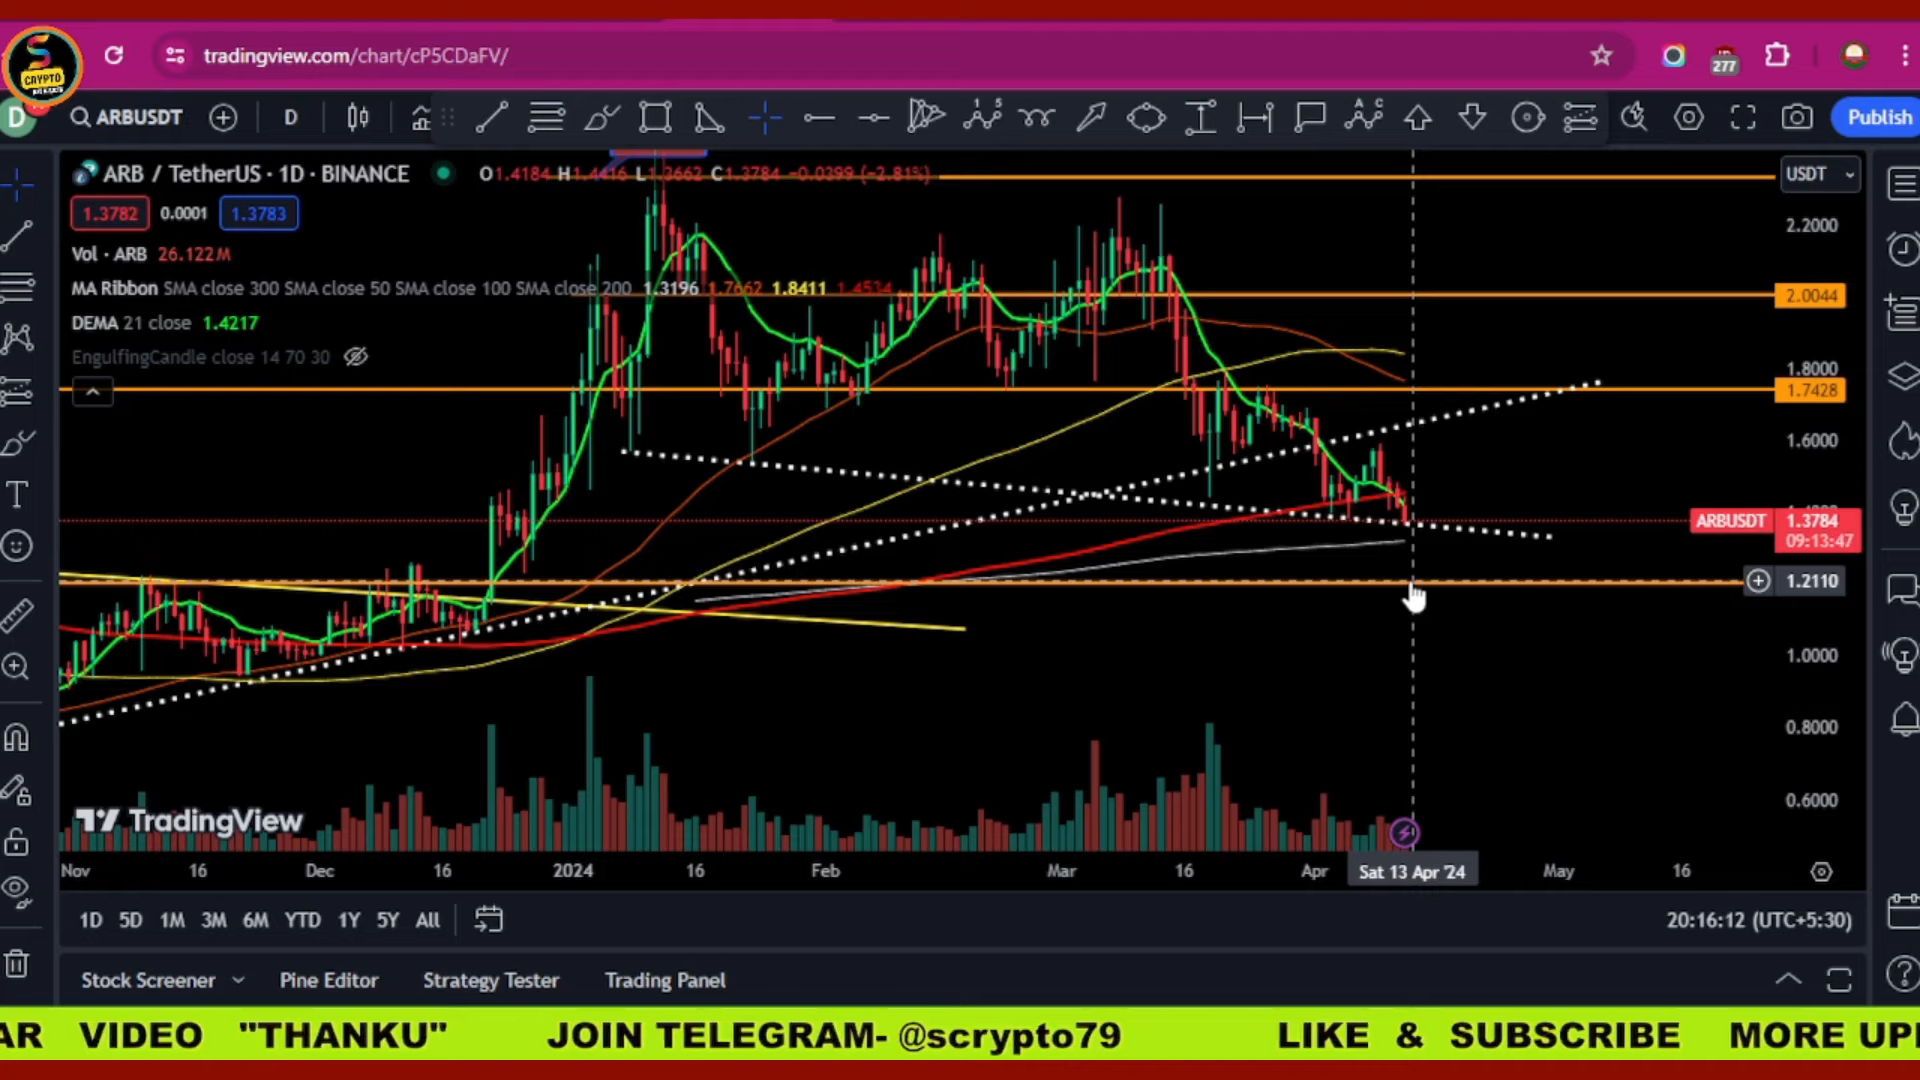 S
CRYPTO
tradingview.com/chart/cP5CDaFV/
277
D
ARBUSDT
D
Publish
ARB / TetherUS · 1D · BINANCE
O1.4184 H1.4416 L1.3662 C1.3784 −0.0399 (−2.81%)
USDT
1.3782 0.0001 1.3783
2.2000
Vol · ARB 26.122M
MA Ribbon SMA close 300 SMA close 50 SMA close 100 SMA close 200 1.3196 1.7662 1.8411 1.4534
2.0044
DEMA 21 close 1.4217
EngulfingCandle close 14 70 30
1.8000
1.7428
1.6000
ARBUSDT 1.3784
09:13:47
1.2110
1.0000
0.8000
0.6000
TradingView
Nov 16 Dec 16 2024 16 Feb Mar 16 Apr Sat 13 Apr '24 May 16
1D 5D 1M 3M 6M YTD 1Y 5Y All
20:16:12 (UTC+5:30)
Stock Screener Pine Editor Strategy Tester Trading Panel
AR VIDEO "THANKU" JOIN TELEGRAM- @scrypto79 LIKE & SUBSCRIBE MORE UP